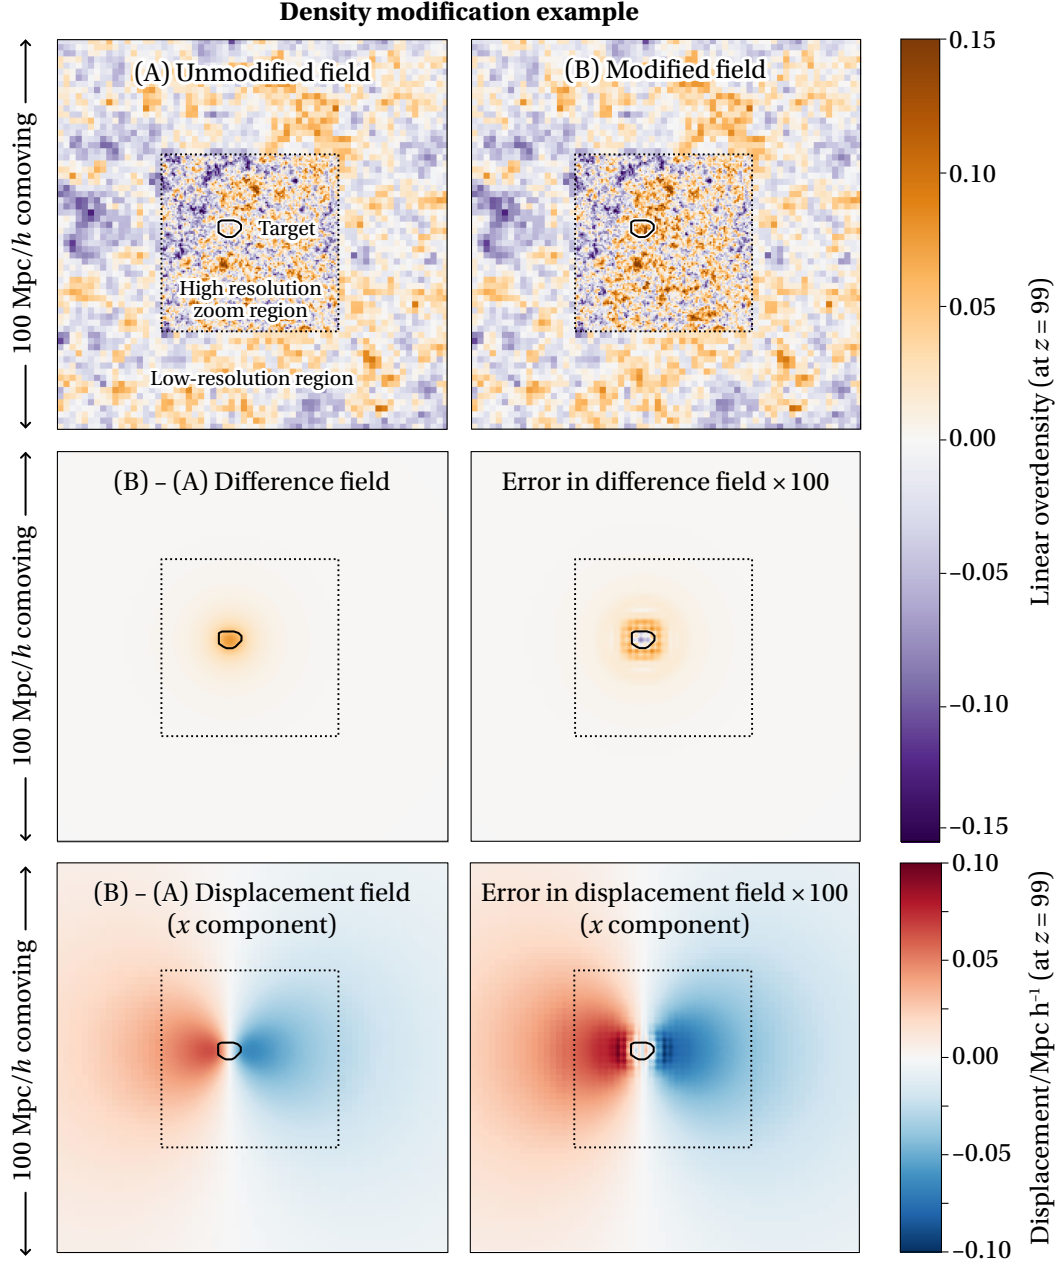 Density modification example
(A) Unmodified field
(B) Modified field
100 Mpc/h comoving
Target
High resolution
zoom region
Low-resolution region
0.15
0.10
0.05
0.00
−0.05
−0.10
−0.15
Linear overdensity (at z = 99)
(B) – (A) Difference field
Error in difference field ×100
100 Mpc/h comoving
(B) – (A) Displacement field
(x component)
Error in displacement field ×100
(x component)
100 Mpc/h comoving
0.10
0.05
0.00
−0.05
−0.10
Displacement/Mpc h⁻¹ (at z = 99)